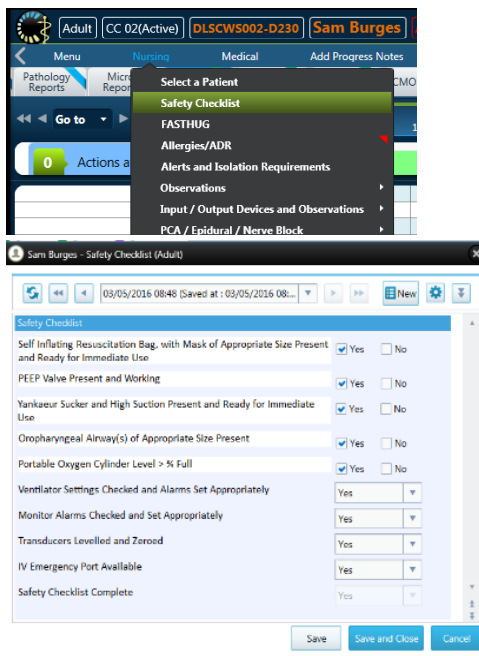 Adult CC 02(Active) DLSCWS002-D230 Sam Burges
Menu Nursing Medical Add Progress Notes
Pathology
Reports
Micr
Repor
CMO
Select a Patient
Safety Checklist
FASTHUG
Allergies/ADR
Alerts and Isolation Requirements
Observations
Input / Output Devices and Observations
PCA / Epidural / Nerve Block
Go to
1
0 Actions a
Sam Burges - Safety Checklist (Adult)
03/05/2016 08:48 (Saved at : 03/05/2016 08:... New
Safety Checklist
Self Inflating Resuscitation Bag, with Mask of Appropriate Size Present
and Ready for Immediate Use
Yes No
PEEP Valve Present and Working Yes No
Yankaeur Sucker and High Suction Present and Ready for Immediate
Use
Yes No
Oropharyngeal Airway(s) of Appropriate Size Present Yes No
Portable Oxygen Cylinder Level > % Full Yes No
Ventilator Settings Checked and Alarms Set Appropriately Yes
Monitor Alarms Checked and Set Appropriately Yes
Transducers Levelled and Zeroed Yes
IV Emergency Port Available Yes
Safety Checklist Complete Yes
Save Save and Close Cancel